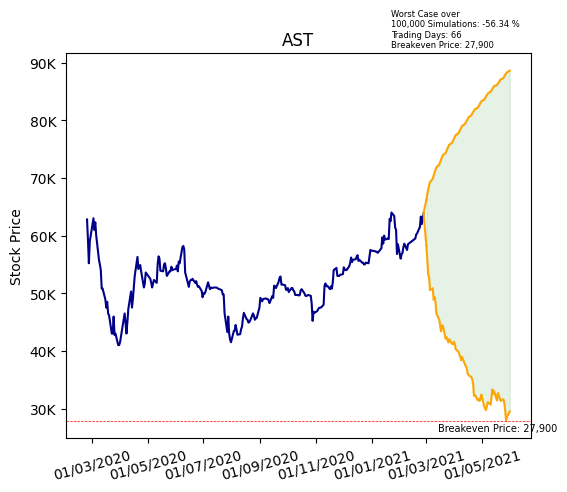 Worst Case over
100,000 Simulations: -56.34 %
Trading Days: 66
Breakeven Price: 27,900
AST
Stock Price
90K
80K
70K
60K
50K
40K
30K
Breakeven Price: 27,900
01/03/2020
01/05/2020
01/07/2020
01/09/2020
01/11/2020
01/01/2021
01/03/2021
01/05/2021